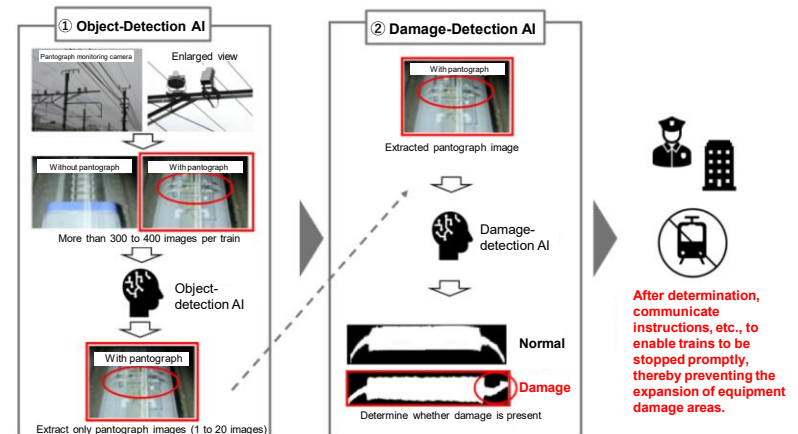 ① Object-Detection AI
Pantograph monitoring camera
Enlarged view
Without pantograph
With pantograph
More than 300 to 400 images per train
Object-
detection AI
With pantograph
Extract only pantograph images (1 to 20 images)
② Damage-Detection AI
With pantograph
Extracted pantograph image
Damage-
detection AI
Normal
Damage
Determine whether damage is present
After determination,
communicate
instructions, etc., to
enable trains to be
stopped promptly,
thereby preventing the
expansion of equipment
damage areas.